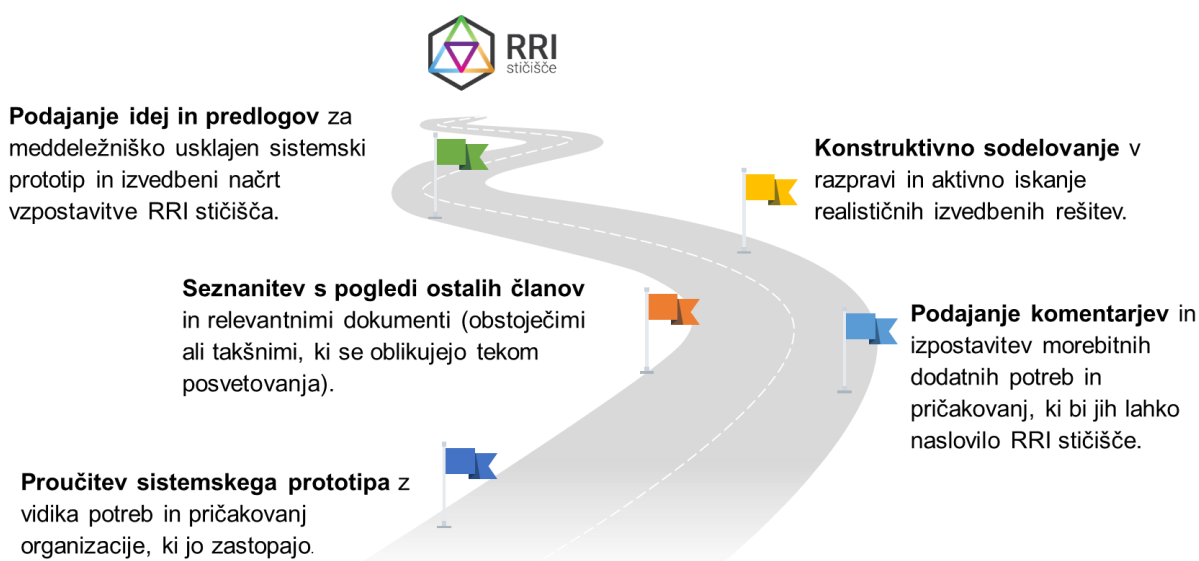 RRI
stičišče
Podajanje idej in predlogov za
meddeležniško usklajen sistemski
prototip in izvedbeni načrt
vzpostavitve RRI stičišča.
Konstruktivno sodelovanje v
razpravi in aktivno iskanje
realističnih izvedbenih rešitev.
Seznanitev s pogledi ostalih članov
in relevantnimi dokumenti (obstoječimi
ali takšnimi, ki se oblikujejo tekom
posvetovanja).
Podajanje komentarjev in
izpostavitev morebitnih
dodatnih potreb in
pričakovanj, ki bi jih lahko
naslovilo RRI stičišče.
Proučitev sistemskega prototipa z
vidika potreb in pričakovanj
organizacije, ki jo zastopajo.